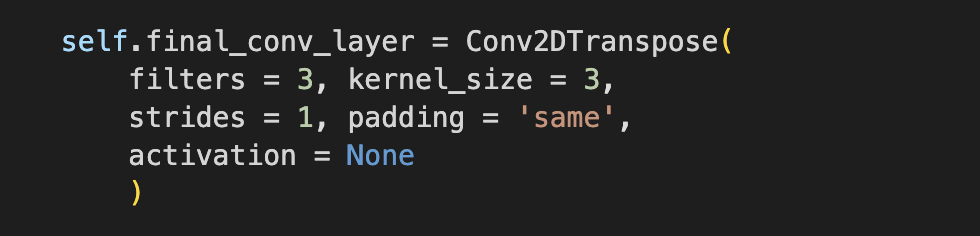 self.final_conv_layer = Conv2DTranspose(
filters = 3, kernel_size = 3,
strides = 1, padding = 'same',
activation = None
)